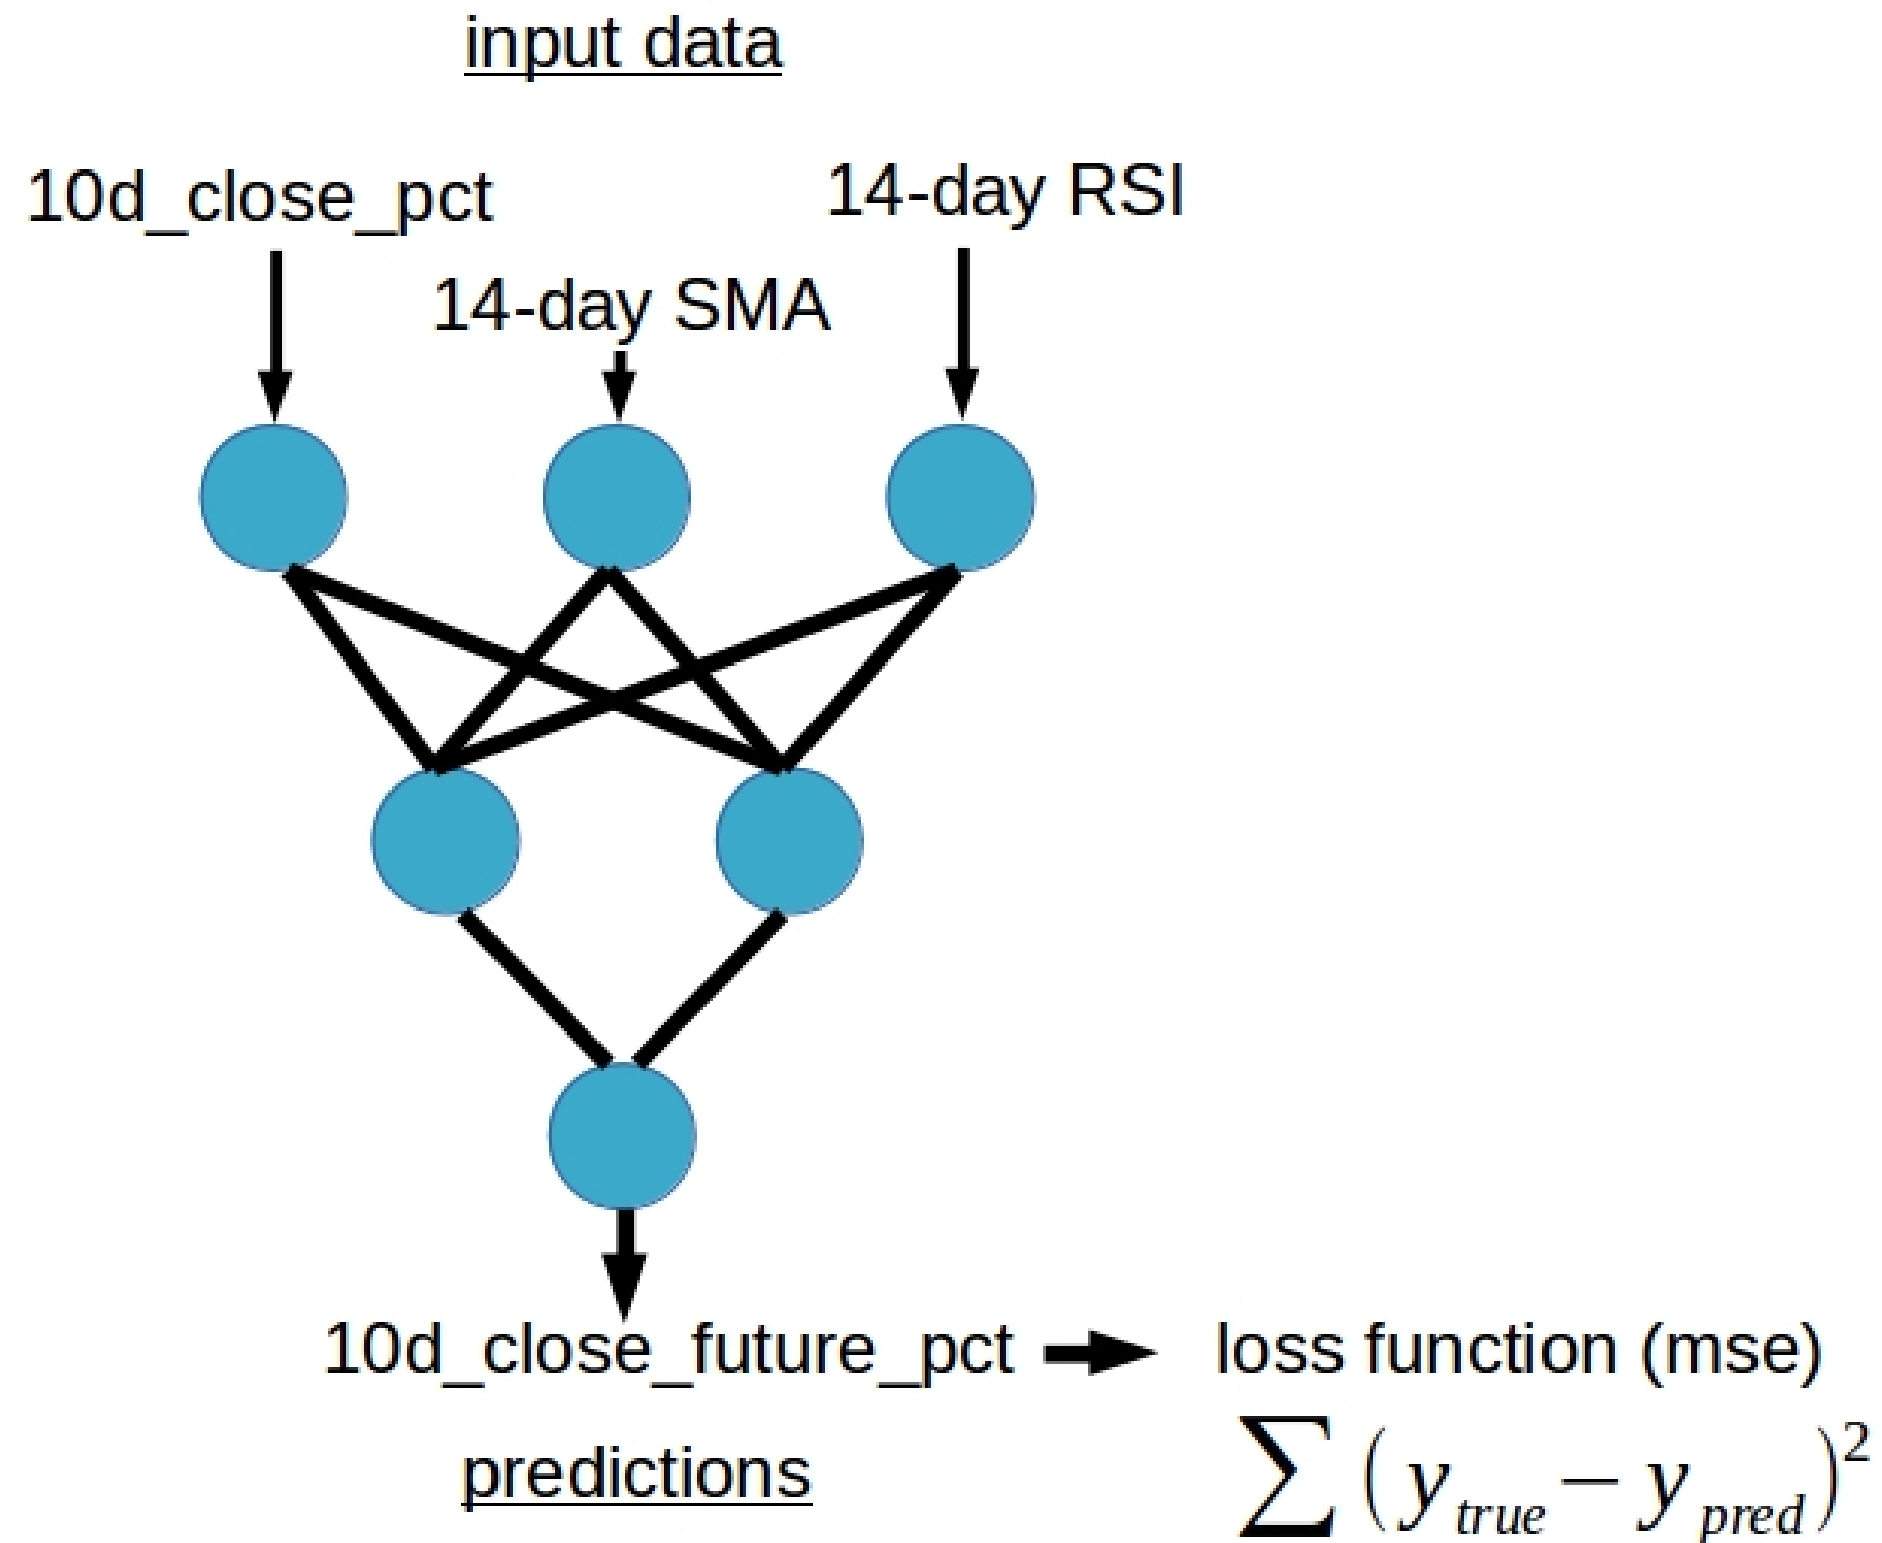 input data
10d_close_pct
14-day RSI
14-day SMA
10d_close_future_pct
loss function (mse)
predictions
∑ (y_true − y_pred)²